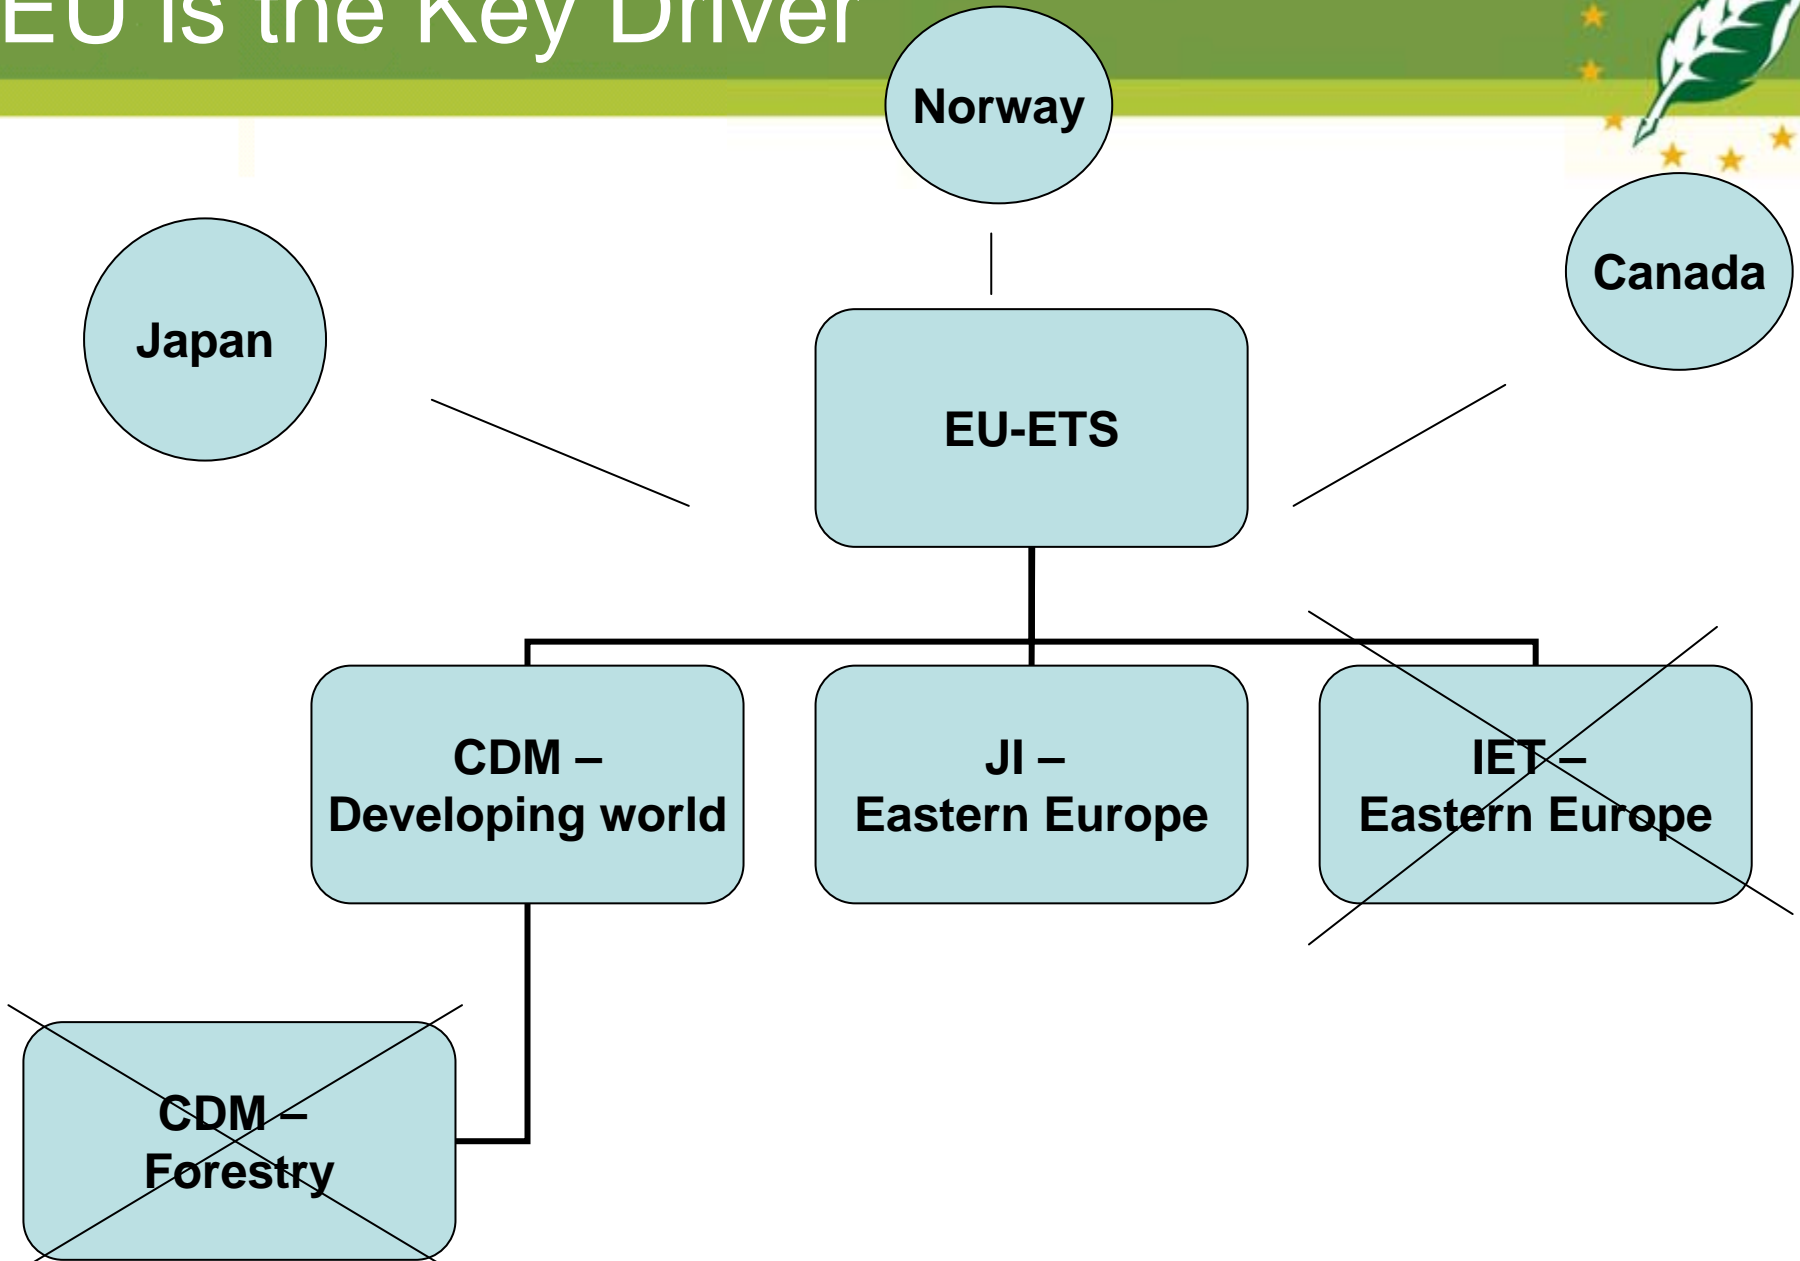 EU is the Key Driver
Norway
Canada
Japan
EU-ETS
CDM –
Developing world
JI –
Eastern Europe
IET –
Eastern Europe
CDM –
Forestry